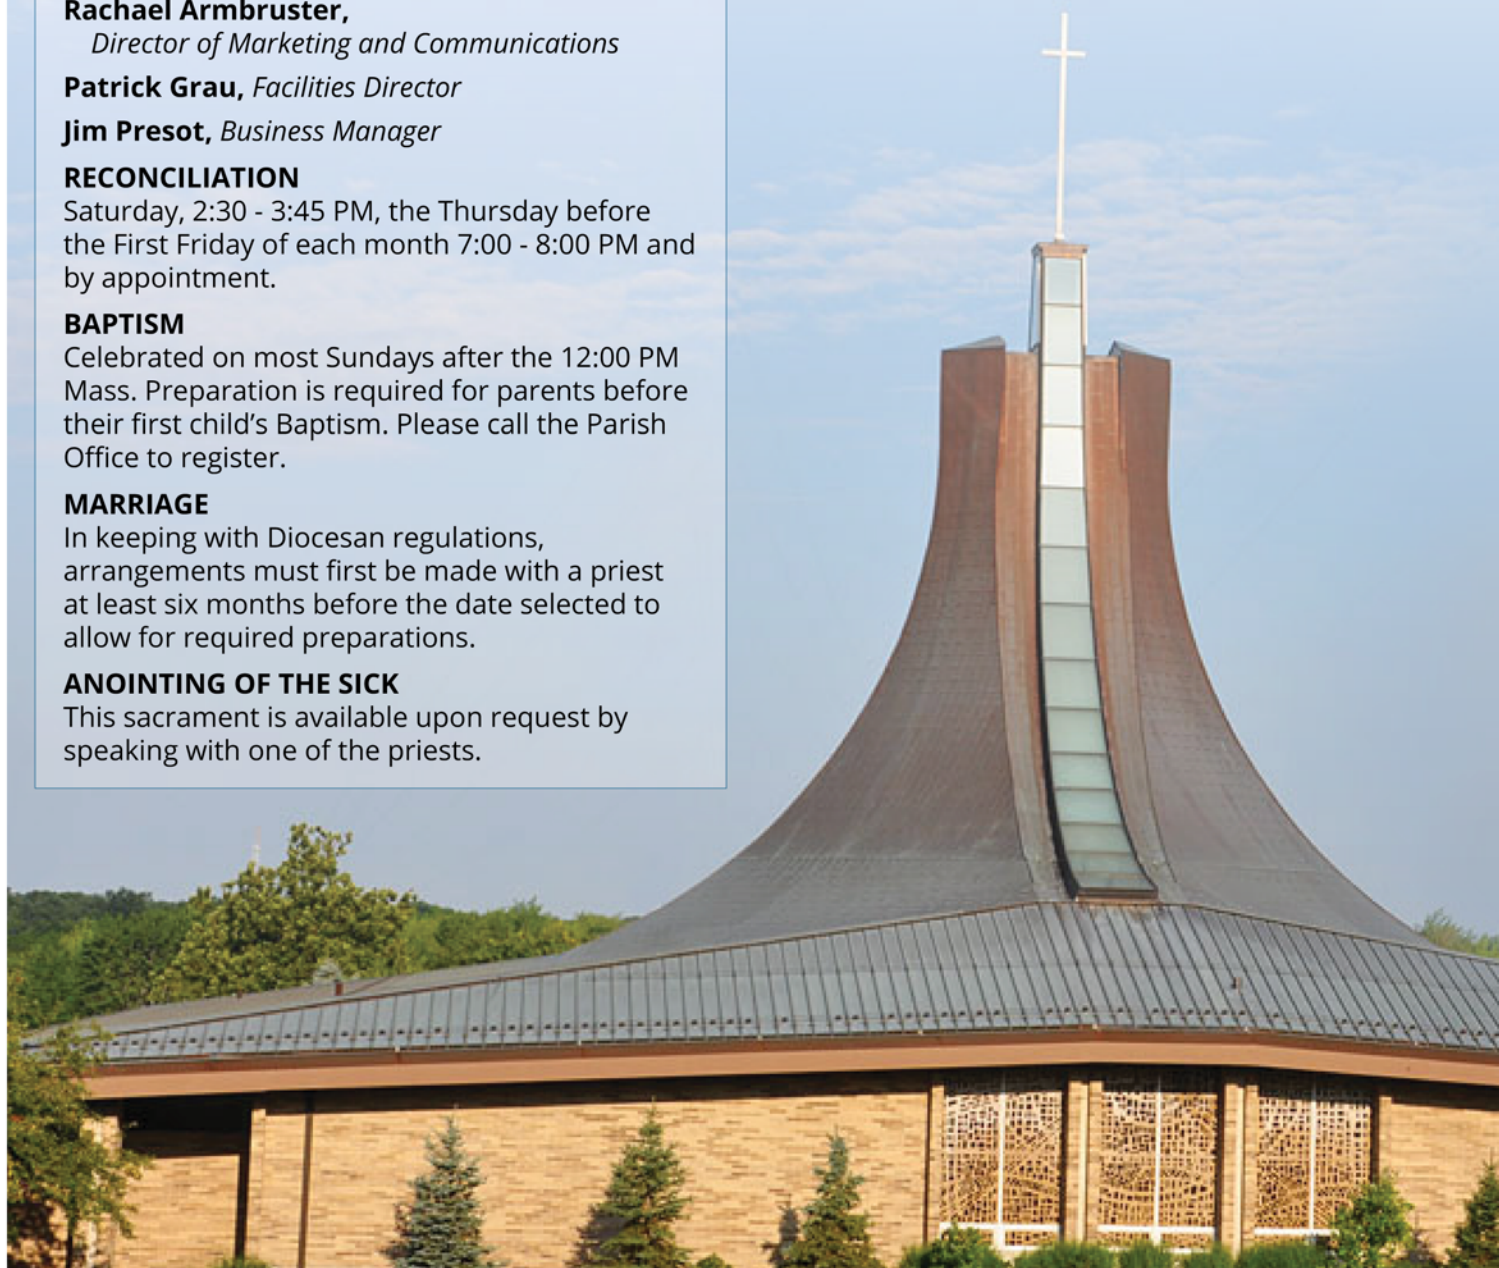 Rachael Armbruster,
Director of Marketing and Communications
Patrick Grau, Facilities Director
Jim Presot, Business Manager
RECONCILIATION
Saturday, 2:30 - 3:45 PM, the Thursday before
the First Friday of each month 7:00 - 8:00 PM and
by appointment.
BAPTISM
Celebrated on most Sundays after the 12:00 PM
Mass. Preparation is required for parents before
their first child’s Baptism. Please call the Parish
Office to register.
MARRIAGE
In keeping with Diocesan regulations,
arrangements must first be made with a priest
at least six months before the date selected to
allow for required preparations.
ANOINTING OF THE SICK
This sacrament is available upon request by
speaking with one of the priests.